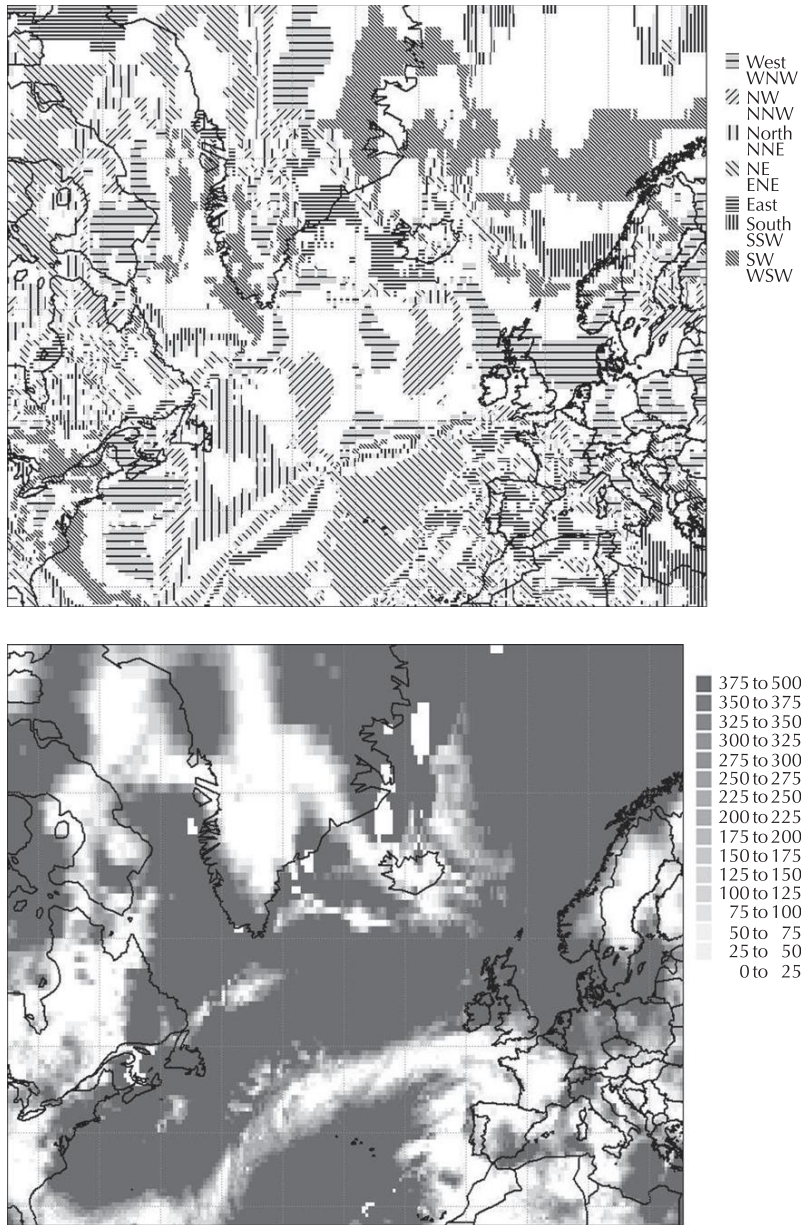 West
WNW
NW
NNW
North
NNE
NE
ENE
East
South
SSW
SW
WSW
375 to 500
350 to 375
325 to 350
300 to 325
275 to 300
250 to 275
225 to 250
200 to 225
175 to 200
150 to 175
125 to 150
100 to 125
75 to 100
50 to 75
25 to 50
0 to 25